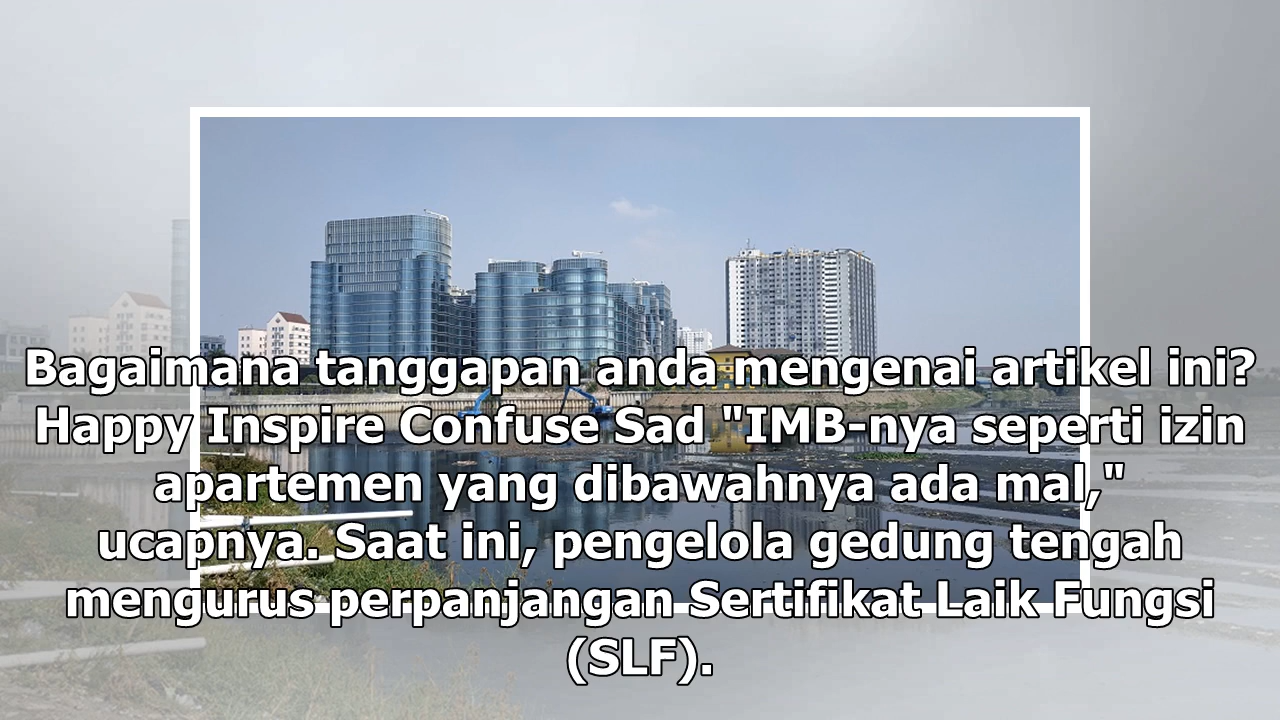 Bagaimana tanggapan anda mengenai artikel ini?
Happy Inspire Confuse Sad "IMB-nya seperti izin
apartemen yang dibawahnya ada mal,"
ucapnya. Saat ini, pengelola gedung tengah
mengurus perpanjangan Sertifikat Laik Fungsi
(SLF).